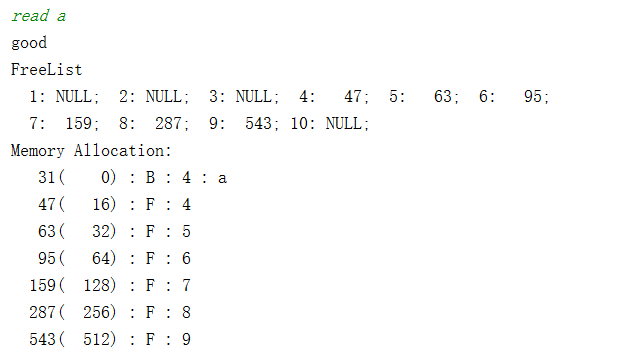 read a
good
FreeList
  1: NULL;  2: NULL;  3: NULL;  4:   47;  5:   63;  6:   95;
  7:  159;  8:  287;  9:  543; 10: NULL;
Memory Allocation:
   31(    0) : B : 4 : a
   47(   16) : F : 4
   63(   32) : F : 5
   95(   64) : F : 6
  159(  128) : F : 7
  287(  256) : F : 8
  543(  512) : F : 9